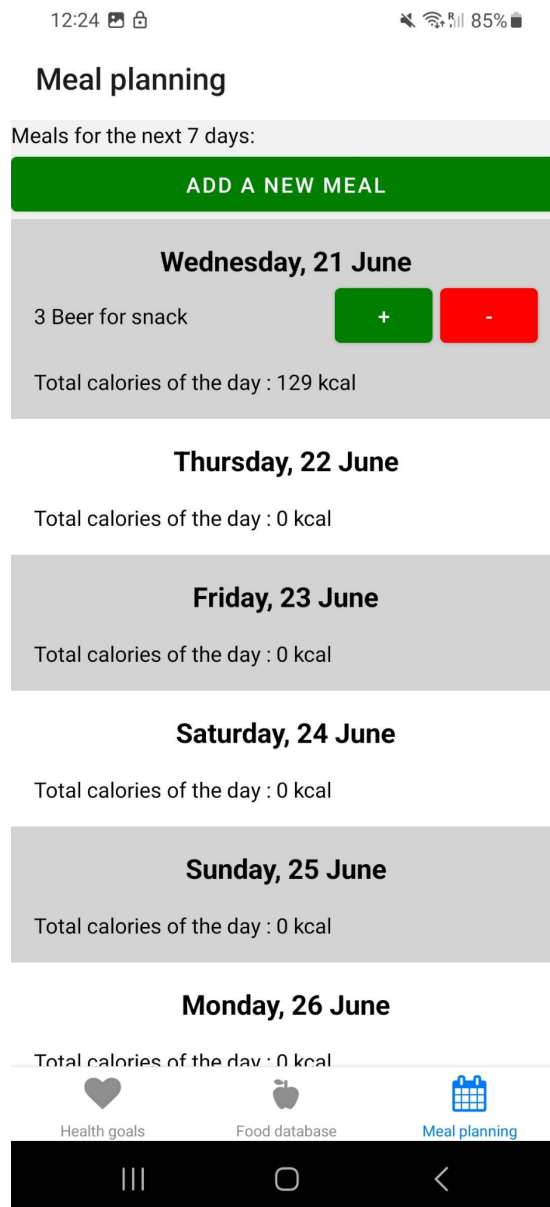 12:24 85%
Meal planning
Meals for the next 7 days:
ADD A NEW MEAL
Wednesday, 21 June
3 Beer for snack + -
Total calories of the day : 129 kcal
Thursday, 22 June
Total calories of the day : 0 kcal
Friday, 23 June
Total calories of the day : 0 kcal
Saturday, 24 June
Total calories of the day : 0 kcal
Sunday, 25 June
Total calories of the day : 0 kcal
Monday, 26 June
Total calories of the day : 0 kcal
Health goals Food database Meal planning